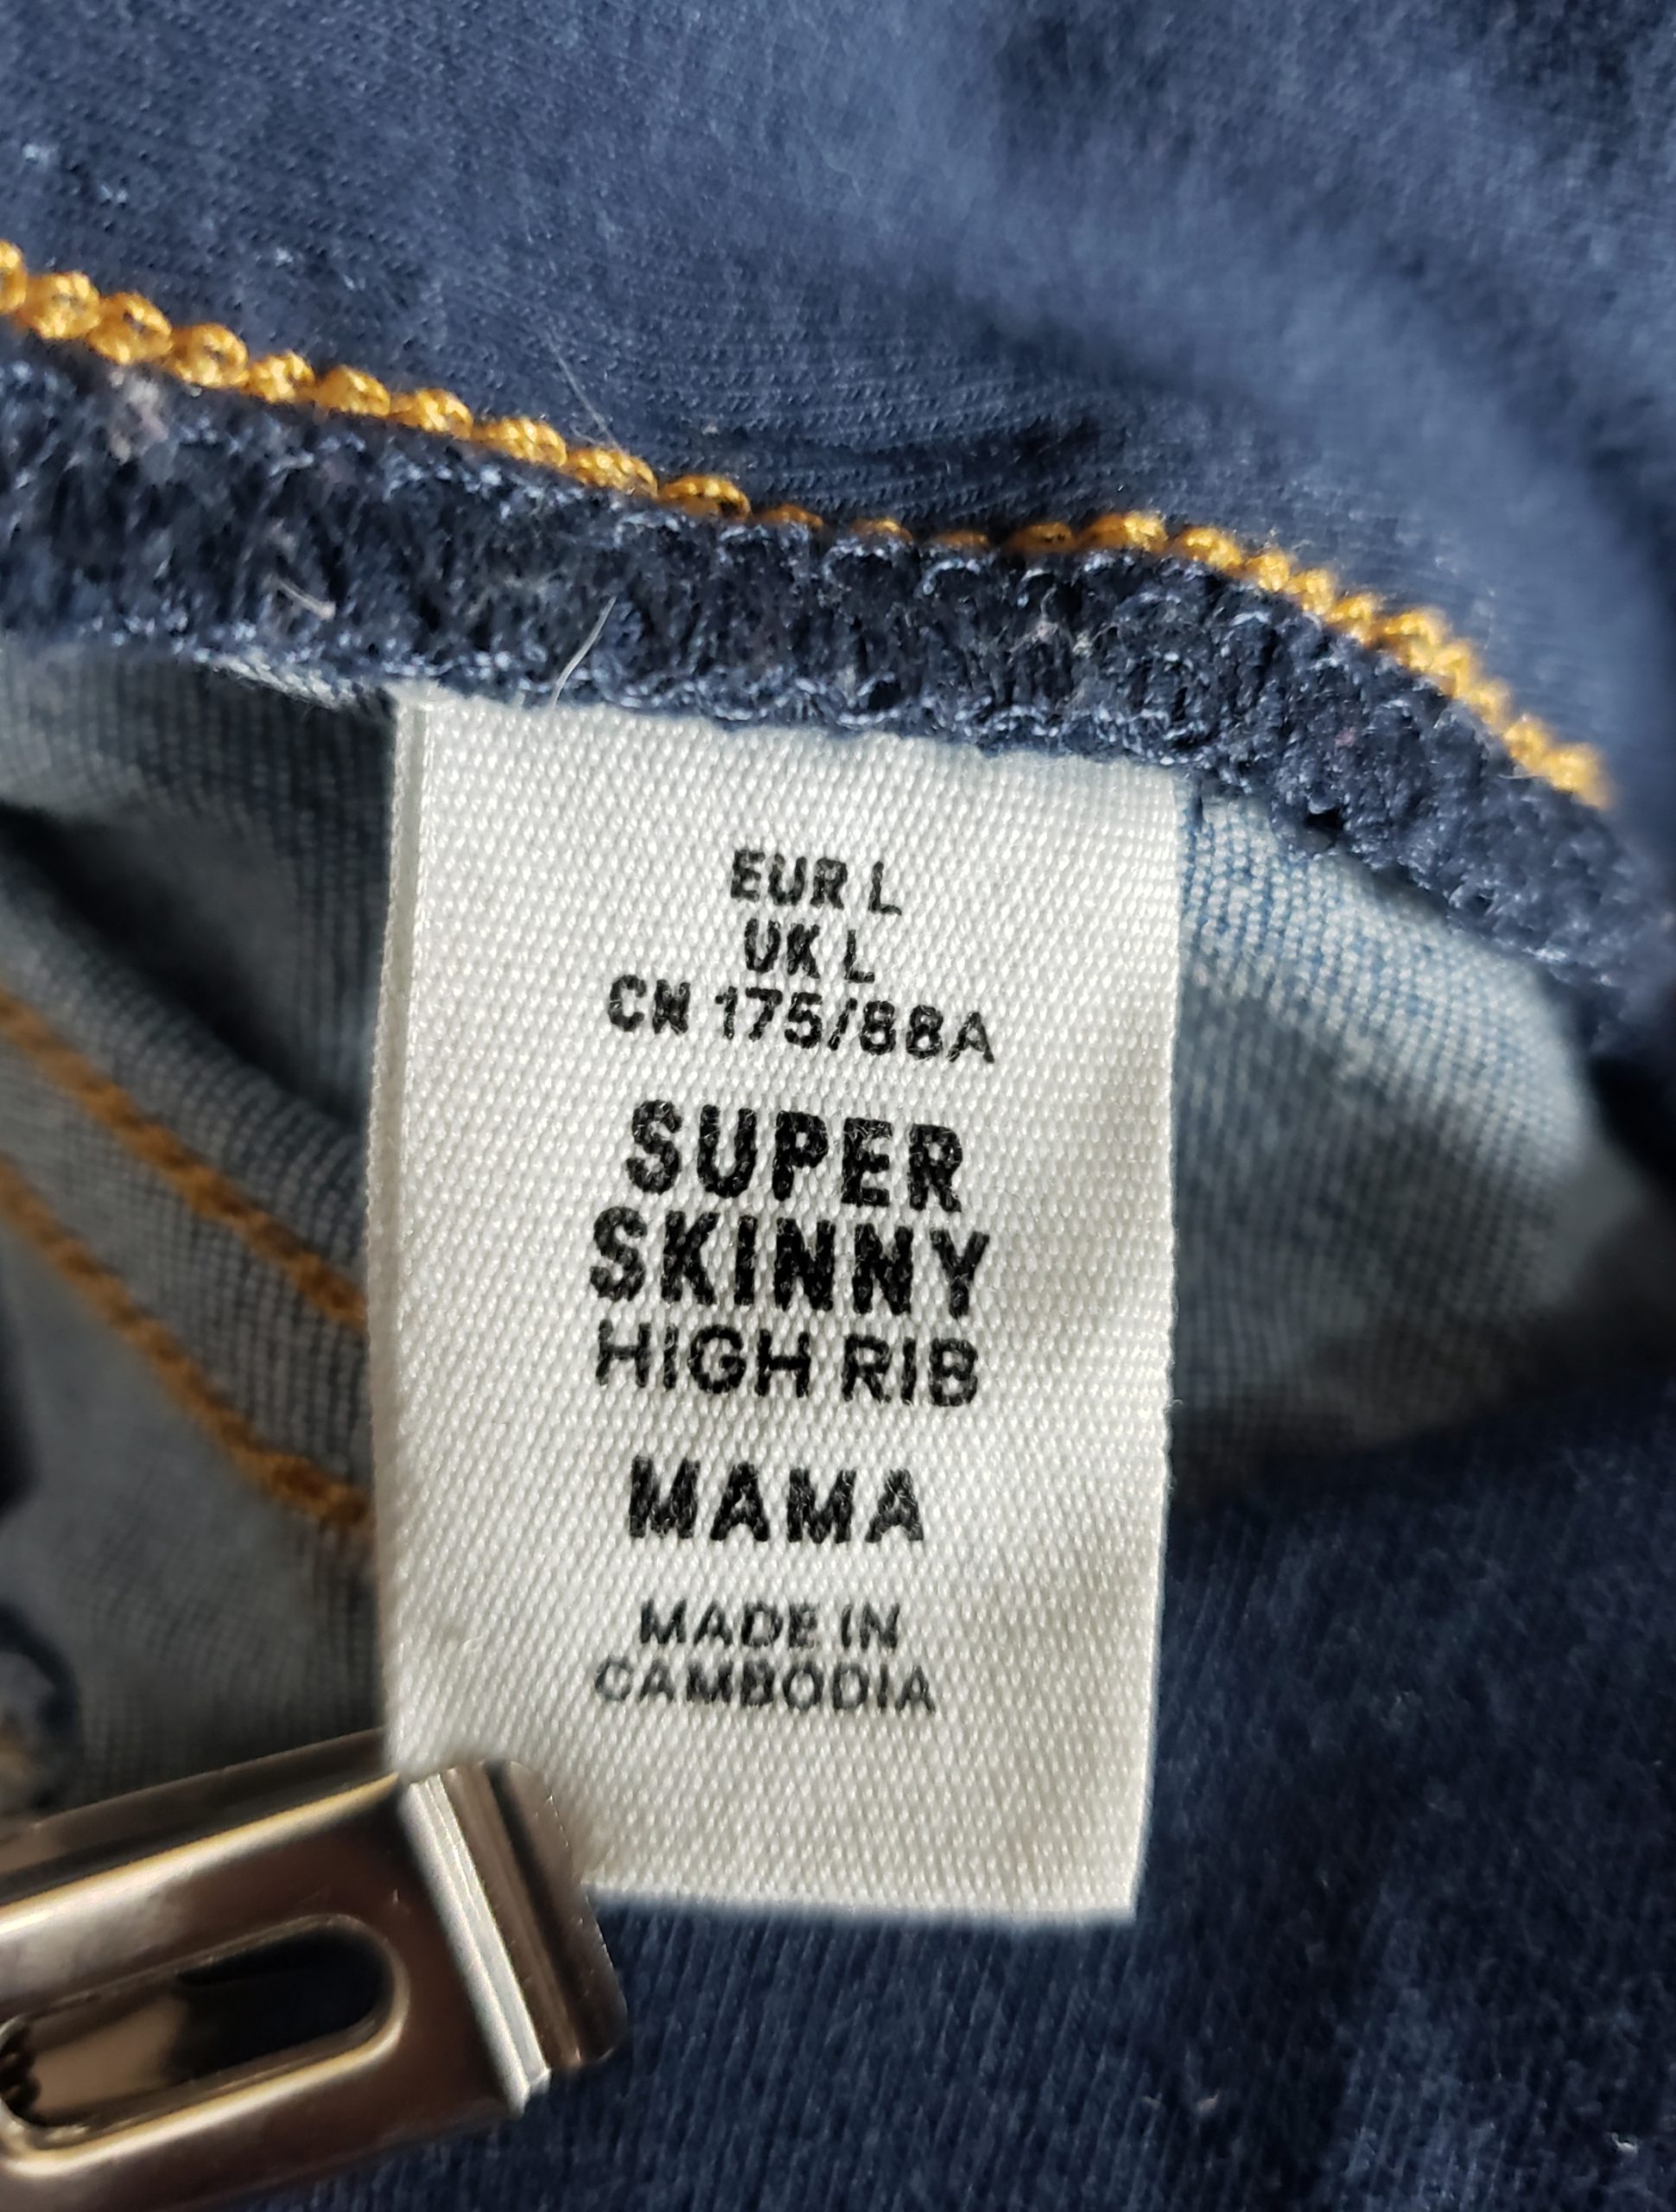 EUR L
UK L
CN 175/88A
SUPER
SKINNY
HIGH RIB
MAMA
MADE IN
CAMBODIA